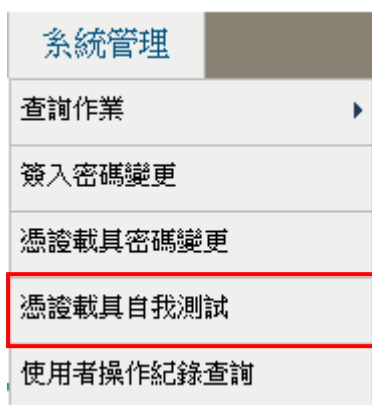 系統管理
查詢作業
簽入密碼變更
憑證載具密碼變更
憑證載具自我測試
使用者操作紀錄查詢